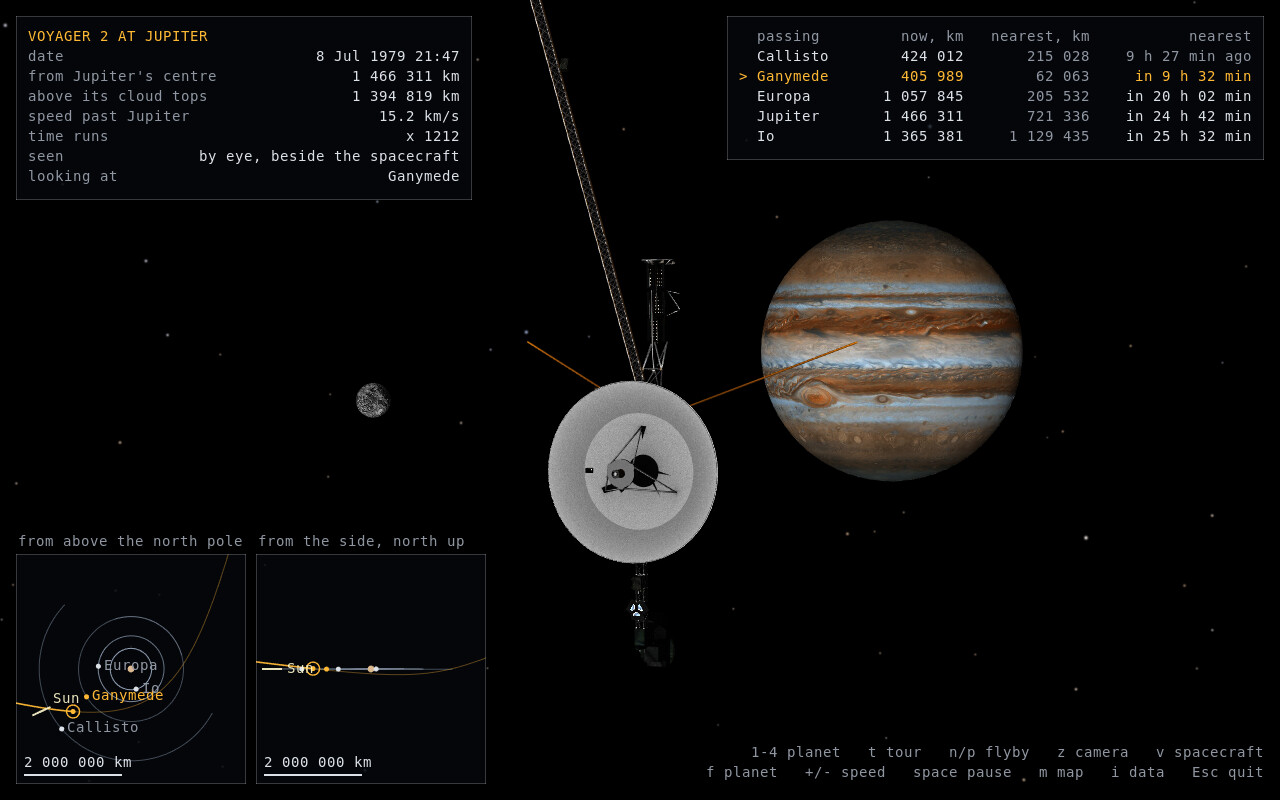 VOYAGER 2 AT JUPITER
date 8 Jul 1979 21:47
from Jupiter's centre 1 466 311 km
above its cloud tops 1 394 819 km
speed past Jupiter 15.2 km/s
time runs x 1212
seen by eye, beside the spacecraft
looking at Ganymede
passing now, km nearest, km nearest
Callisto 424 012 215 028 9 h 27 min ago
> Ganymede 405 989 62 063 in 9 h 32 min
Europa 1 057 845 205 532 in 20 h 02 min
Jupiter 1 466 311 721 336 in 24 h 42 min
Io 1 365 381 1 129 435 in 25 h 32 min
from above the north pole
Europa
Io
Ganymede
Sun
Callisto
2 000 000 km
from the side, north up
Sun
2 000 000 km
1-4 planet t tour n/p flyby z camera v spacecraft
f planet +/- speed space pause m map i data Esc quit